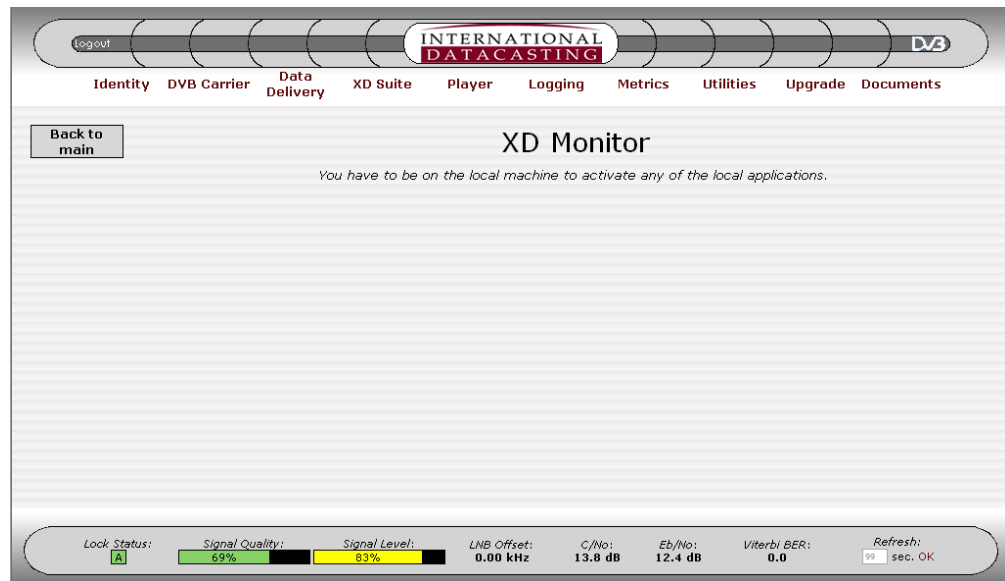 Logout
INTERNATIONAL
DATACASTING
DVB
Identity DVB Carrier Data Delivery XD Suite Player Logging Metrics Utilities Upgrade Documents
Back to
main
XD Monitor
You have to be on the local machine to activate any of the local applications.
Lock Status: Signal Quality: Signal Level: LNB Offset: C/No: Eb/No: Viterbi BER: Refresh:
A 69% 83% 0.00 kHz 13.8 dB 12.4 dB 0.0 99 sec. OK